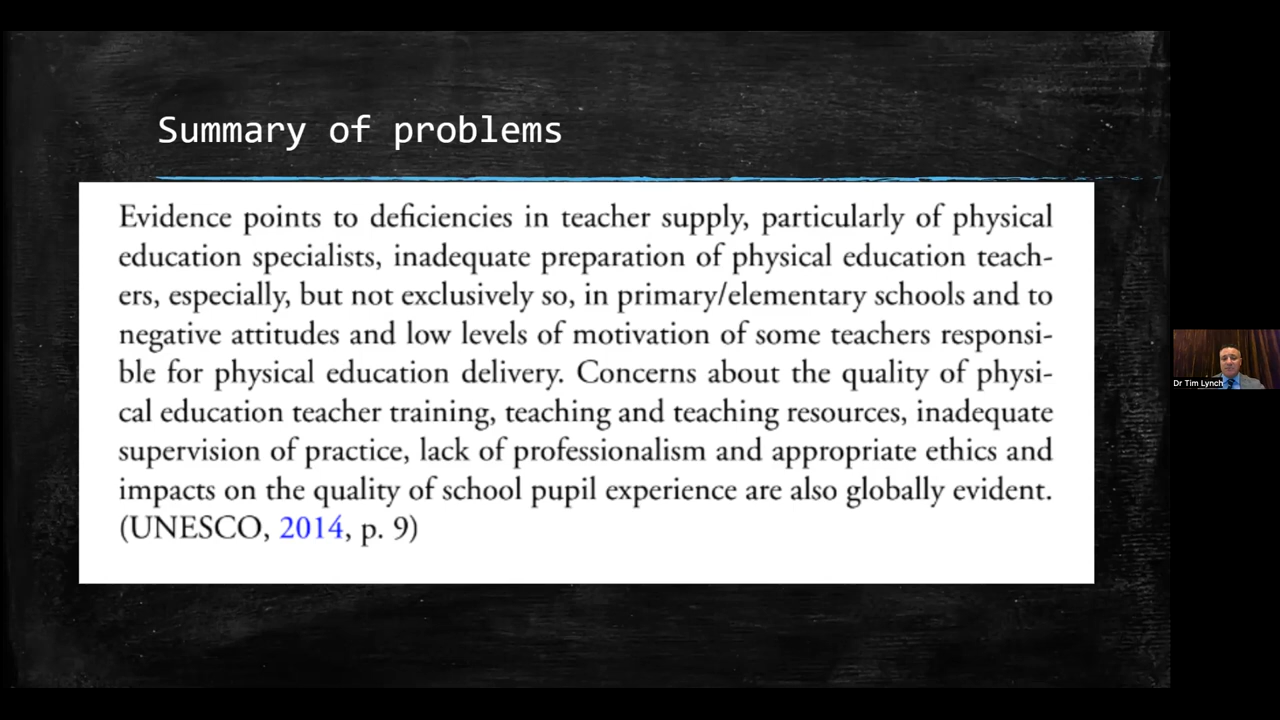 Summary of problems
Evidence points to deficiencies in teacher supply, particularly of physical
education specialists, inadequate preparation of physical education teach-
ers, especially, but not exclusively so, in primary/elementary schools and to
negative attitudes and low levels of motivation of some teachers responsi-
ble for physical education delivery. Concerns about the quality of physi-
cal education teacher training, teaching and teaching resources, inadequate
supervision of practice, lack of professionalism and appropriate ethics and
impacts on the quality of school pupil experience are also globally evident.
(UNESCO, 2014, p. 9)
Dr Tim Lynch